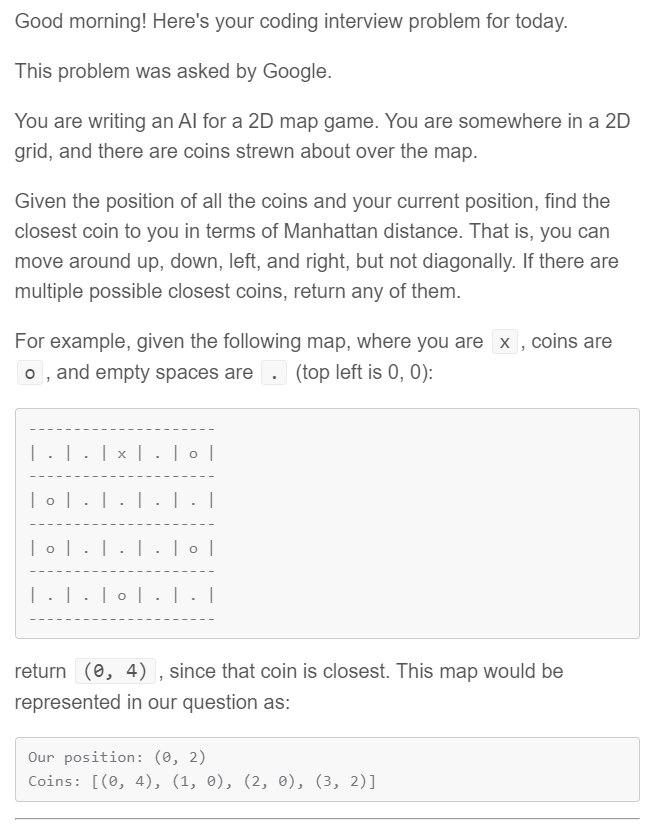 Good morning! Here's your coding interview problem for today.
This problem was asked by Google.
You are writing an AI for a 2D map game. You are somewhere in a 2D
grid, and there are coins strewn about over the map.
Given the position of all the coins and your current position, find the
closest coin to you in terms of Manhattan distance. That is, you can
move around up, down, left, and right, but not diagonally. If there are
multiple possible closest coins, return any of them.
For example, given the following map, where you are x , coins are
o , and empty spaces are . (top left is 0, 0):
---------------------
| . | . | x | . | o |
---------------------
| o | . | . | . | . |
---------------------
| o | . | . | . | o |
---------------------
| . | . | o | . | . |
---------------------
return (0, 4) , since that coin is closest. This map would be
represented in our question as:
Our position: (0, 2)
Coins: [(0, 4), (1, 0), (2, 0), (3, 2)]